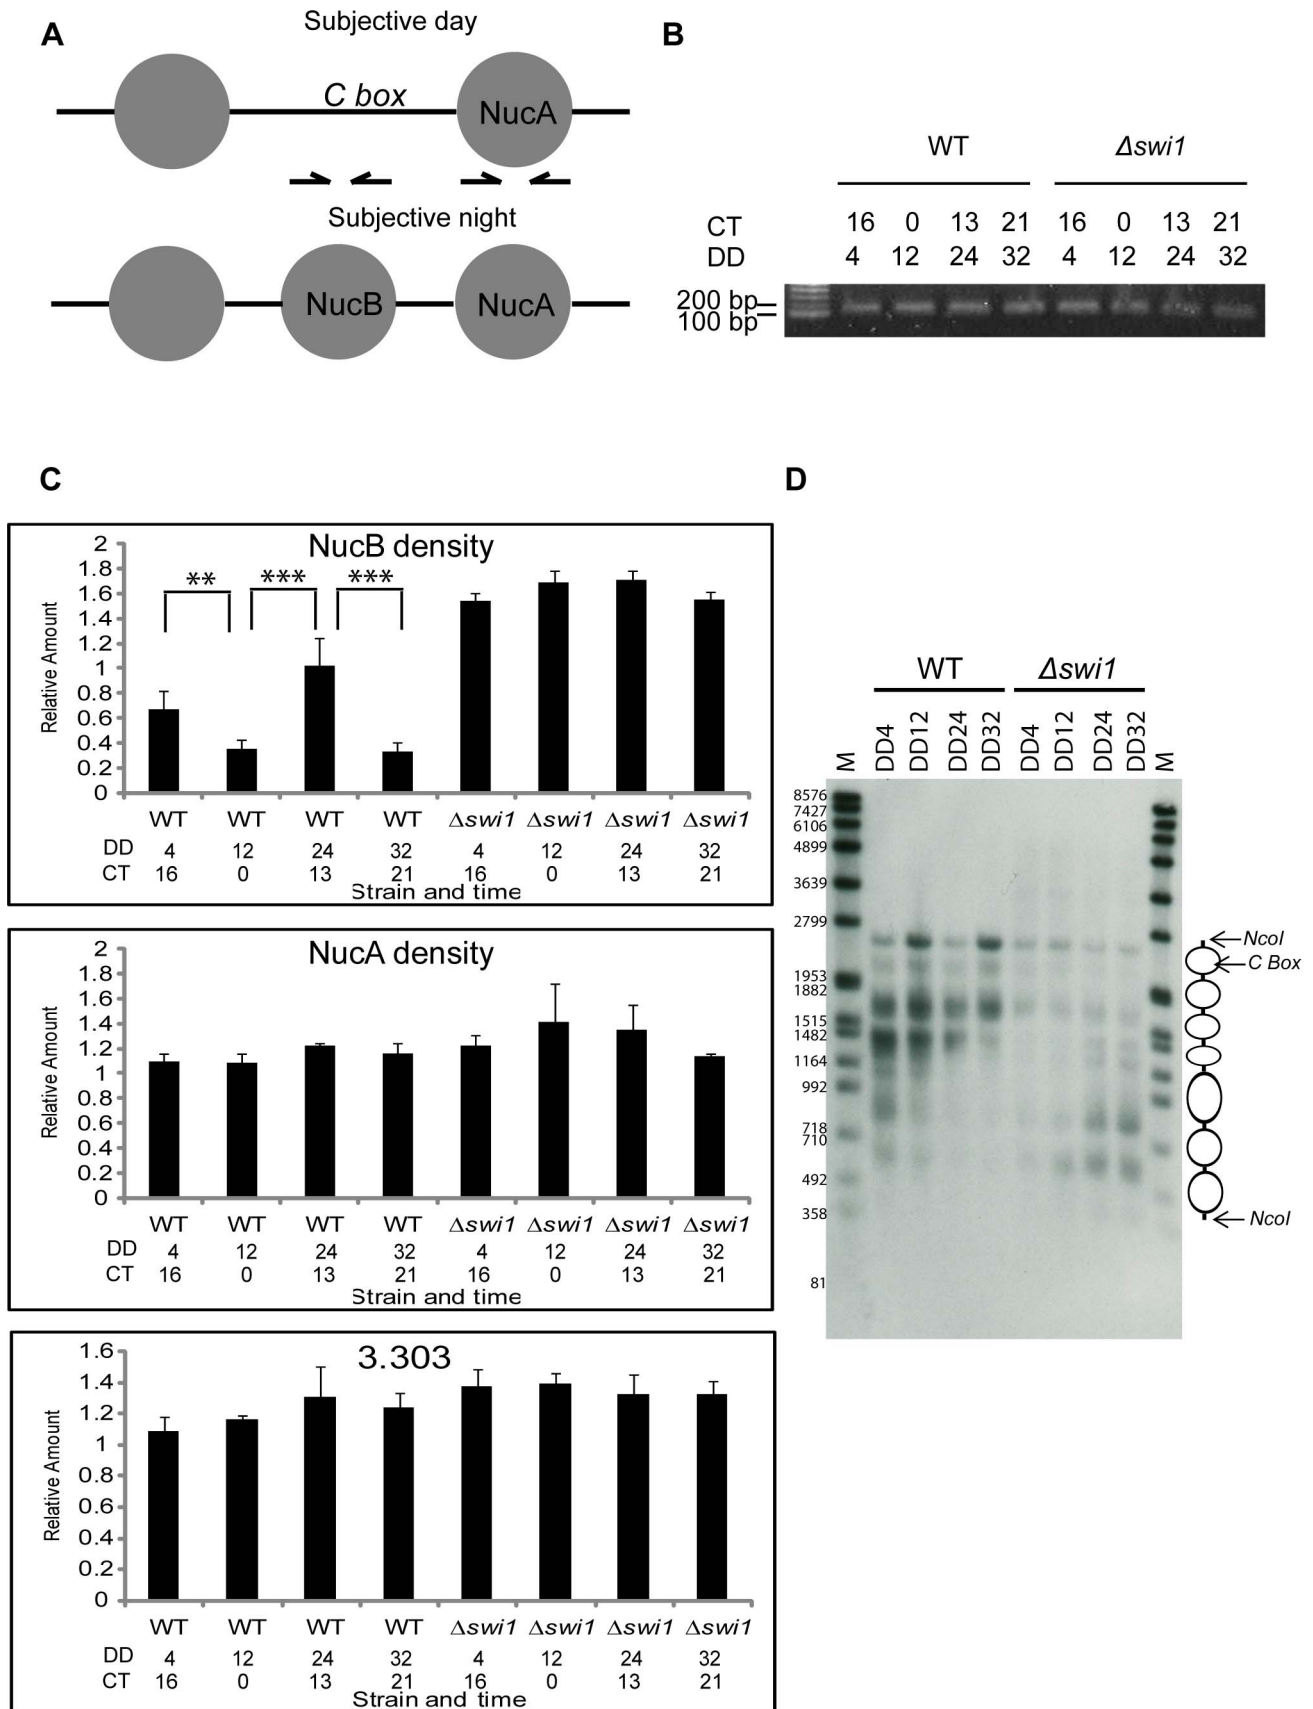 A
Subjective day
C box
NucA
Subjective night
NucB
NucA
B
WT Δswi1
CT 16 0 13 21 16 0 13 21
DD 4 12 24 32 4 12 24 32
200 bp
100 bp
C
NucB density
** *** ***
Relative Amount
2
1.8
1.6
1.4
1.2
1
0.8
0.6
0.4
0.2
0
WT WT WT WT Δswi1 Δswi1 Δswi1 Δswi1
DD 4 12 24 32 4 12 24 32
CT 16 0 13 21 16 0 13 21
Strain and time
NucA density
Relative Amount
2
1.8
1.6
1.4
1.2
1
0.8
0.6
0.4
0.2
0
WT WT WT WT Δswi1 Δswi1 Δswi1 Δswi1
DD 4 12 24 32 4 12 24 32
CT 16 0 13 21 16 0 13 21
Strain and time
3.303
Relative Amount
1.6
1.4
1.2
1
0.8
0.6
0.4
0.2
0
WT WT WT WT Δswi1 Δswi1 Δswi1 Δswi1
DD 4 12 24 32 4 12 24 32
CT 16 0 13 21 16 0 13 21
Strain and time
D
WT Δswi1
M DD4 DD12 DD24 DD32 DD4 DD12 DD24 DD32 M
8576
7427
6106
4899
3639
2799
1953
1882
1515
1482
1164
992
718
710
492
358
81
NcoI
C Box
NcoI